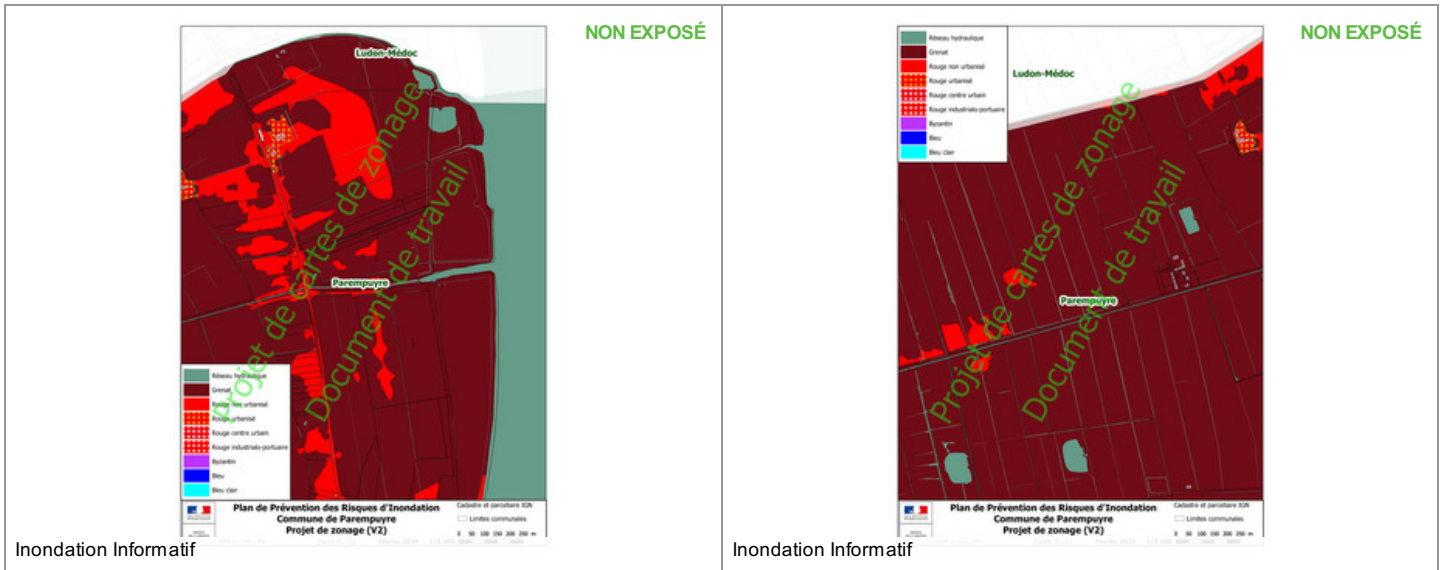 NON EXPOSÉ
Ludon-Médoc
Projet de cartes de zonage
Document de travail
Parempuyre
Réseau hydraulique
Grenat
Rouge non urbanisé
Rouge urbanisé
Rouge centre urbain
Rouge industrialo-portuaire
Byzantin
Bleu
Bleu clair
Plan de Prévention des Risques d'Inondation
Commune de Parempuyre
Projet de zonage (V2)
Cadastre et parcellaire IGN
Limites communales
0 50 100 150 200 250 m
Inondation Informatif
NON EXPOSÉ
Réseau hydraulique
Grenat
Rouge non urbanisé
Rouge urbanisé
Rouge centre urbain
Rouge industrialo-portuaire
Byzantin
Bleu
Bleu clair
Ludon-Médoc
Projet de cartes de zonage
Document de travail
Parempuyre
Plan de Prévention des Risques d'Inondation
Commune de Parempuyre
Projet de zonage (V2)
Cadastre et parcellaire IGN
Limites communales
0 50 100 150 200 250 m
Inondation Informatif